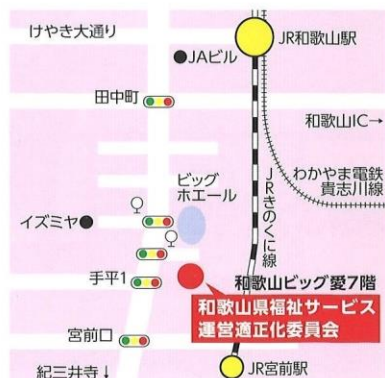 けやき大通り
JR和歌山駅
JAビル
田中町
和歌山IC→
わかやま電鉄
貴志川線
ビッグ
ホエール
JRきのくに線
イズミヤ
手平1
和歌山ビッグ愛7階
和歌山県福祉サービス
運営適正化委員会
宮前口
JR宮前駅
紀三井寺↓